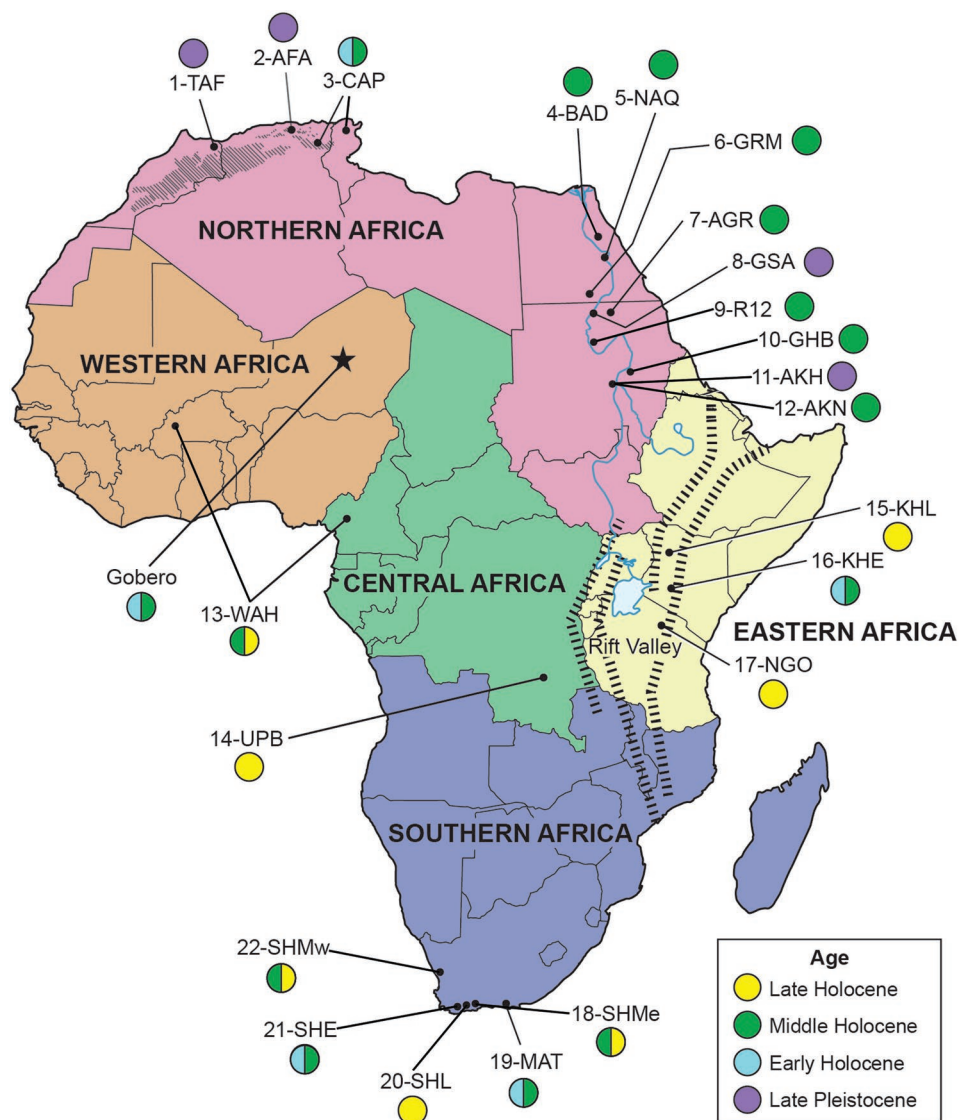 2-AFA
1-TAF
3-CAP
4-BAD
5-NAQ
6-GRM
7-AGR
8-GSA
9-R12
10-GHB
11-AKH
12-AKN
NORTHERN AFRICA
WESTERN AFRICA
15-KHL
16-KHE
Gobero
CENTRAL AFRICA
13-WAH
EASTERN AFRICA
Rift Valley
17-NGO
14-UPB
SOUTHERN AFRICA
22-SHMw
18-SHMe
21-SHE
19-MAT
20-SHL
Age
Late Holocene
Middle Holocene
Early Holocene
Late Pleistocene